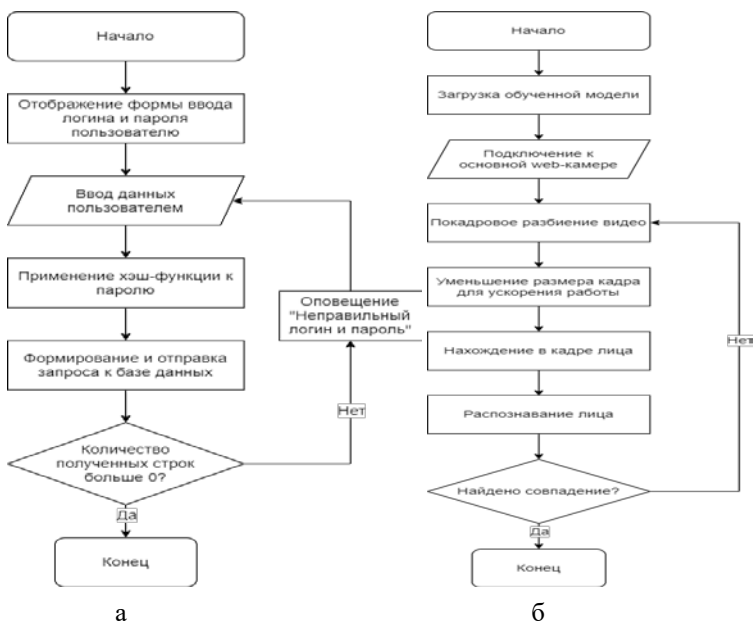 Начало
Отображение формы ввода
логина и пароля
пользователю
Ввод данных
пользователем
Применение хэш-функции к
паролю
Формирование и отправка
запроса к базе данных
Количество
полученных строк
больше 0?
Да
Конец
Нет
Оповещение
"Неправильный
логин и пароль"
а
Начало
Загрузка обученной модели
Подключение к
основной web-камере
Покадровое разбиение видео
Уменьшение размера кадра
для ускорения работы
Нахождение в кадре лица
Распознавание лица
Найдено совпадение?
Да
Конец
Нет
б